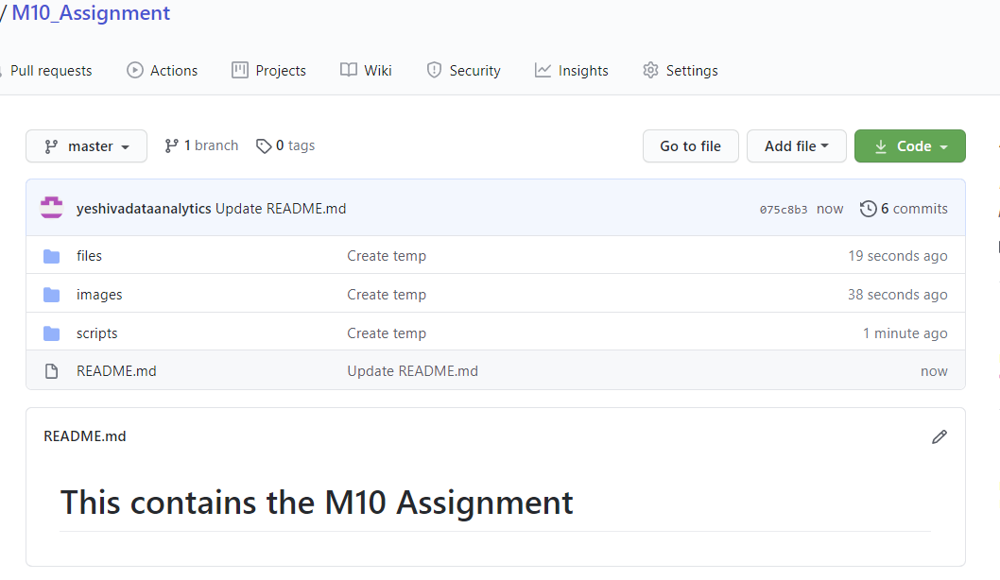 / M10_Assignment
Pull requests Actions Projects Wiki Security Insights Settings
master 1 branch 0 tags Go to file Add file Code
yeshivadataanalytics Update README.md 075c8b3 now 6 commits
files Create temp 19 seconds ago
images Create temp 38 seconds ago
scripts Create temp 1 minute ago
README.md Update README.md now
README.md
This contains the M10 Assignment